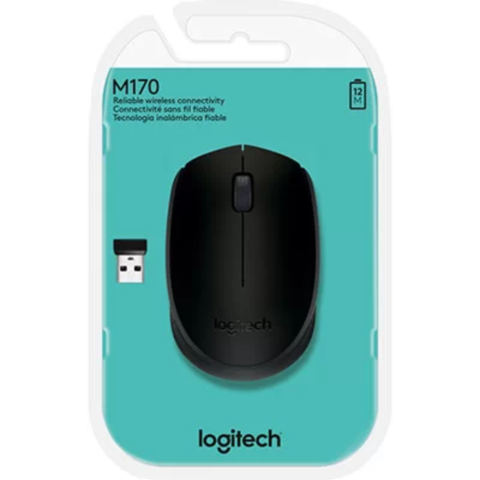 M170
Reliable wireless connectivity
Connectivité sans fil fiable
Tecnología inalámbrica fiable
12
M
logitech
logitech